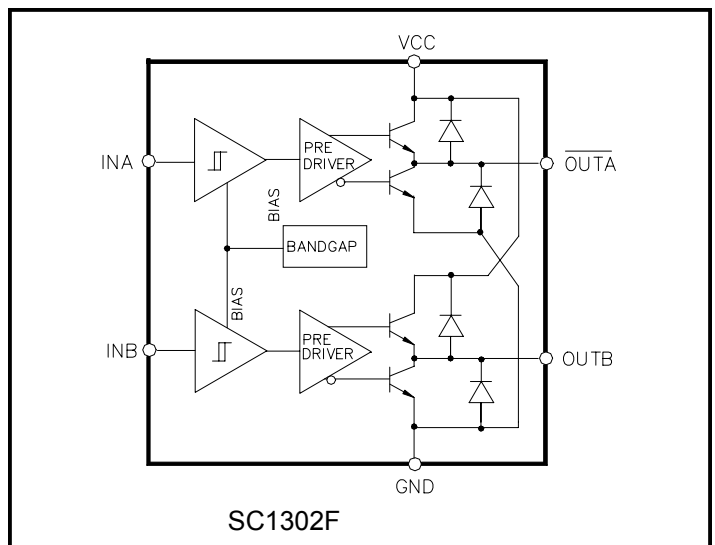 VCC
INA
PRE
DRIVER
OUTA
BIAS
BANDGAP
BIAS
INB
PRE
DRIVER
OUTB
GND
SC1302F